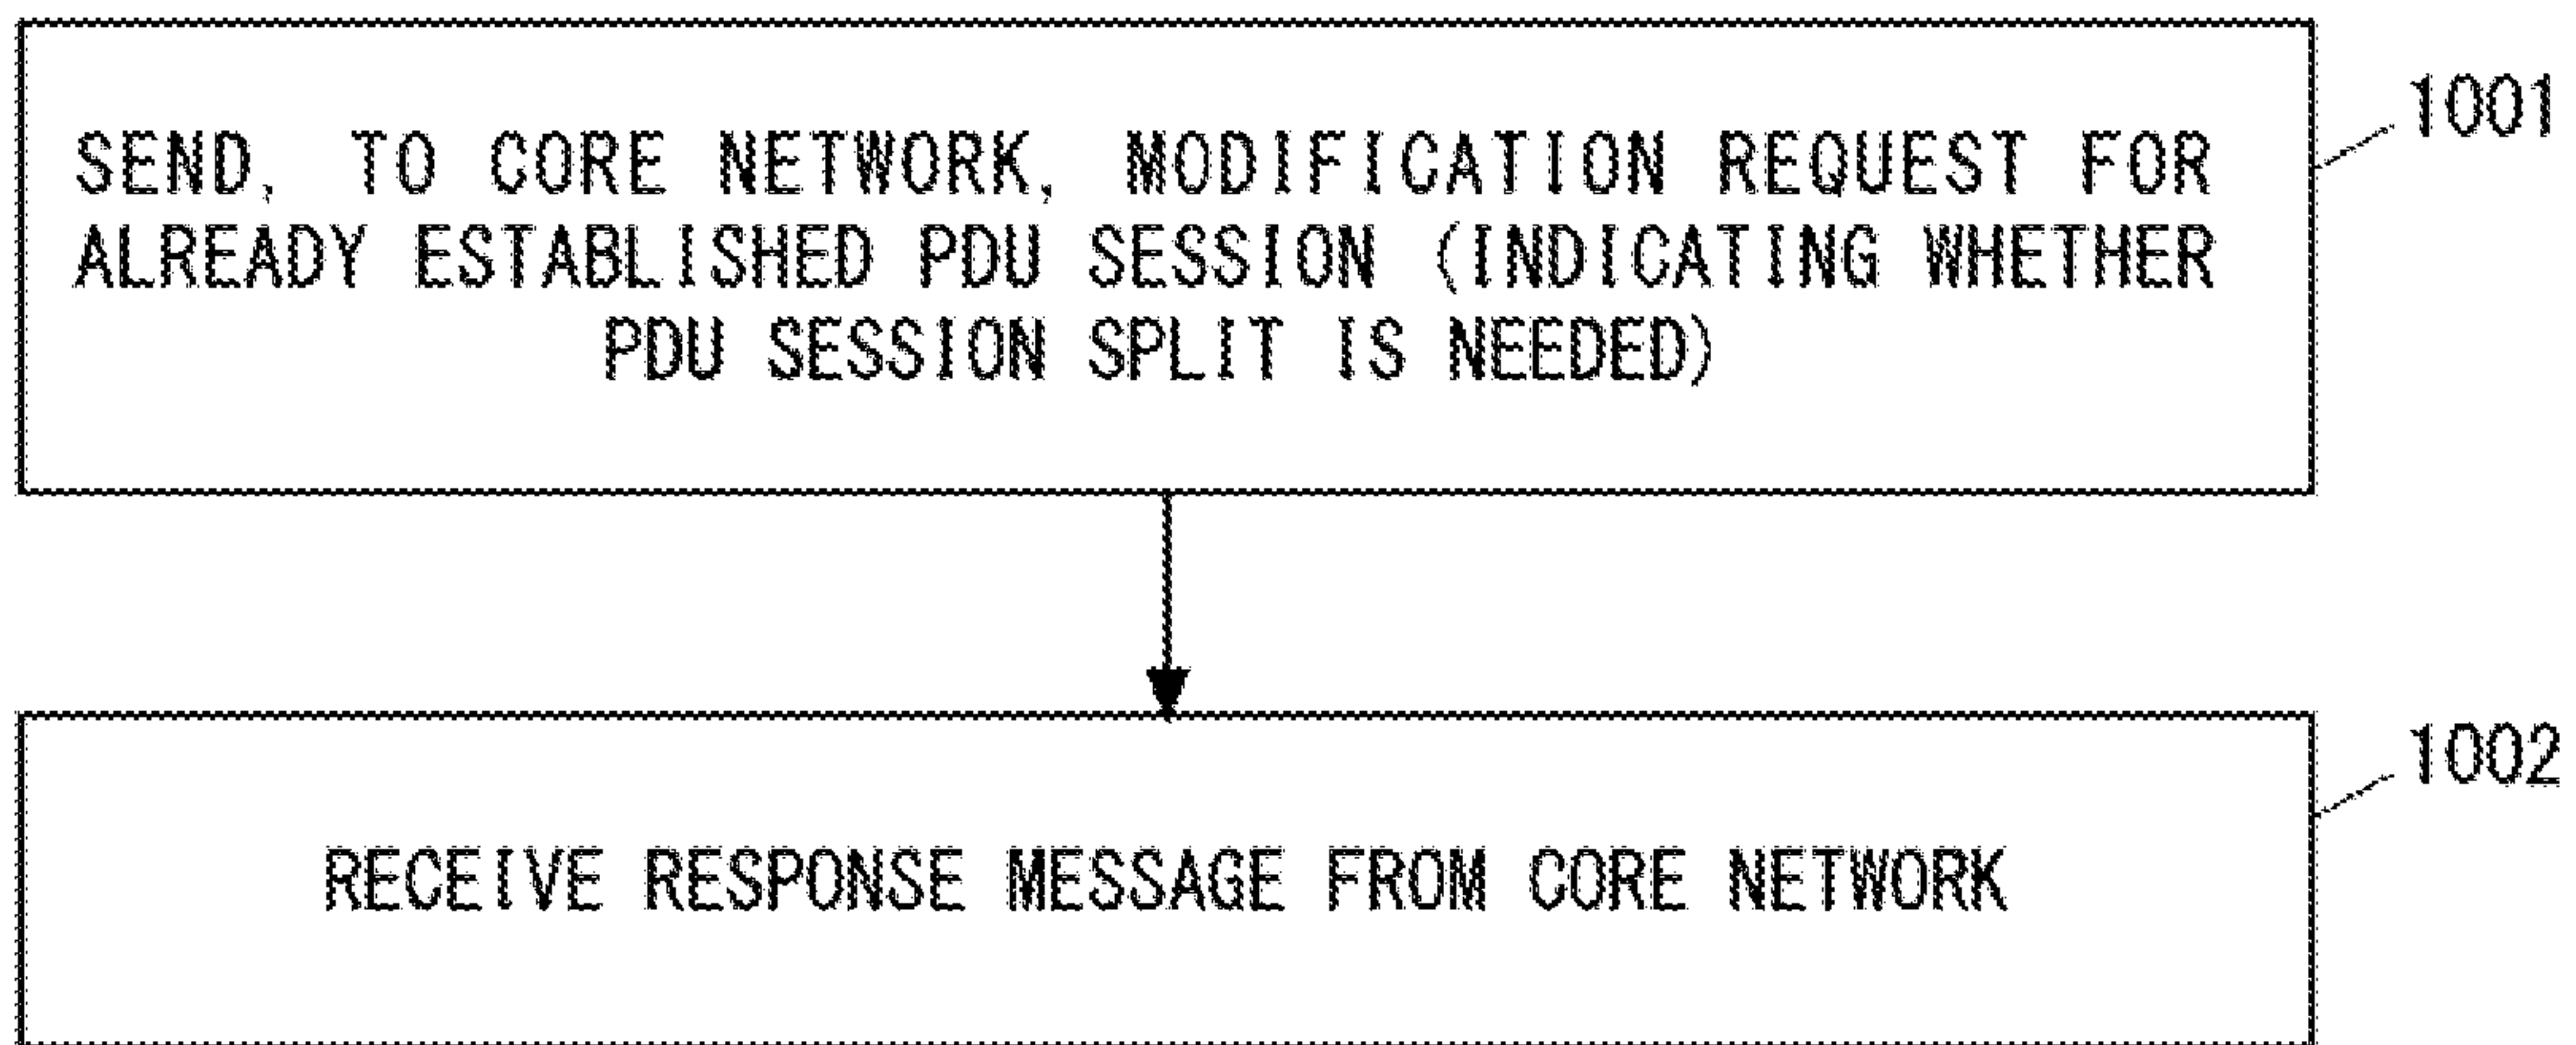 SEND, TO CORE NETWORK, MODIFICATION REQUEST FOR
ALREADY ESTABLISHED PDU SESSION (INDICATING WHETHER
PDU SESSION SPLIT IS NEEDED)
1001
RECEIVE RESPONSE MESSAGE FROM CORE NETWORK
1002